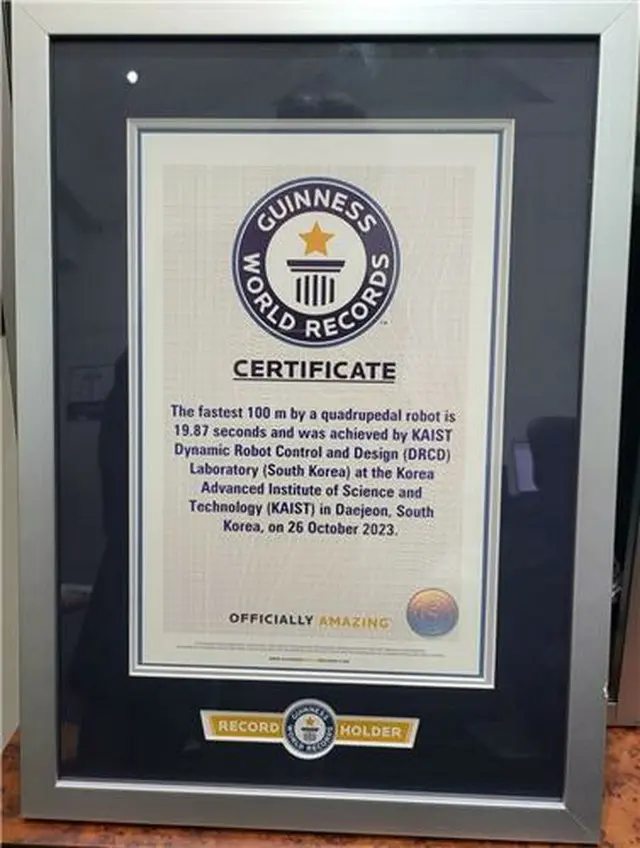 GUINNESS
WORLD RECORDS
CERTIFICATE
The fastest 100 m by a quadrupedal robot is
19.87 seconds and was achieved by KAIST
Dynamic Robot Control and Design (DRCD)
Laboratory (South Korea) at the Korea
Advanced Institute of Science and
Technology (KAIST) in Daejeon, South
Korea, on 26 October 2023.
OFFICIALLY AMAZING
RECORD HOLDER
GUINNESS
WORLD RECORDS